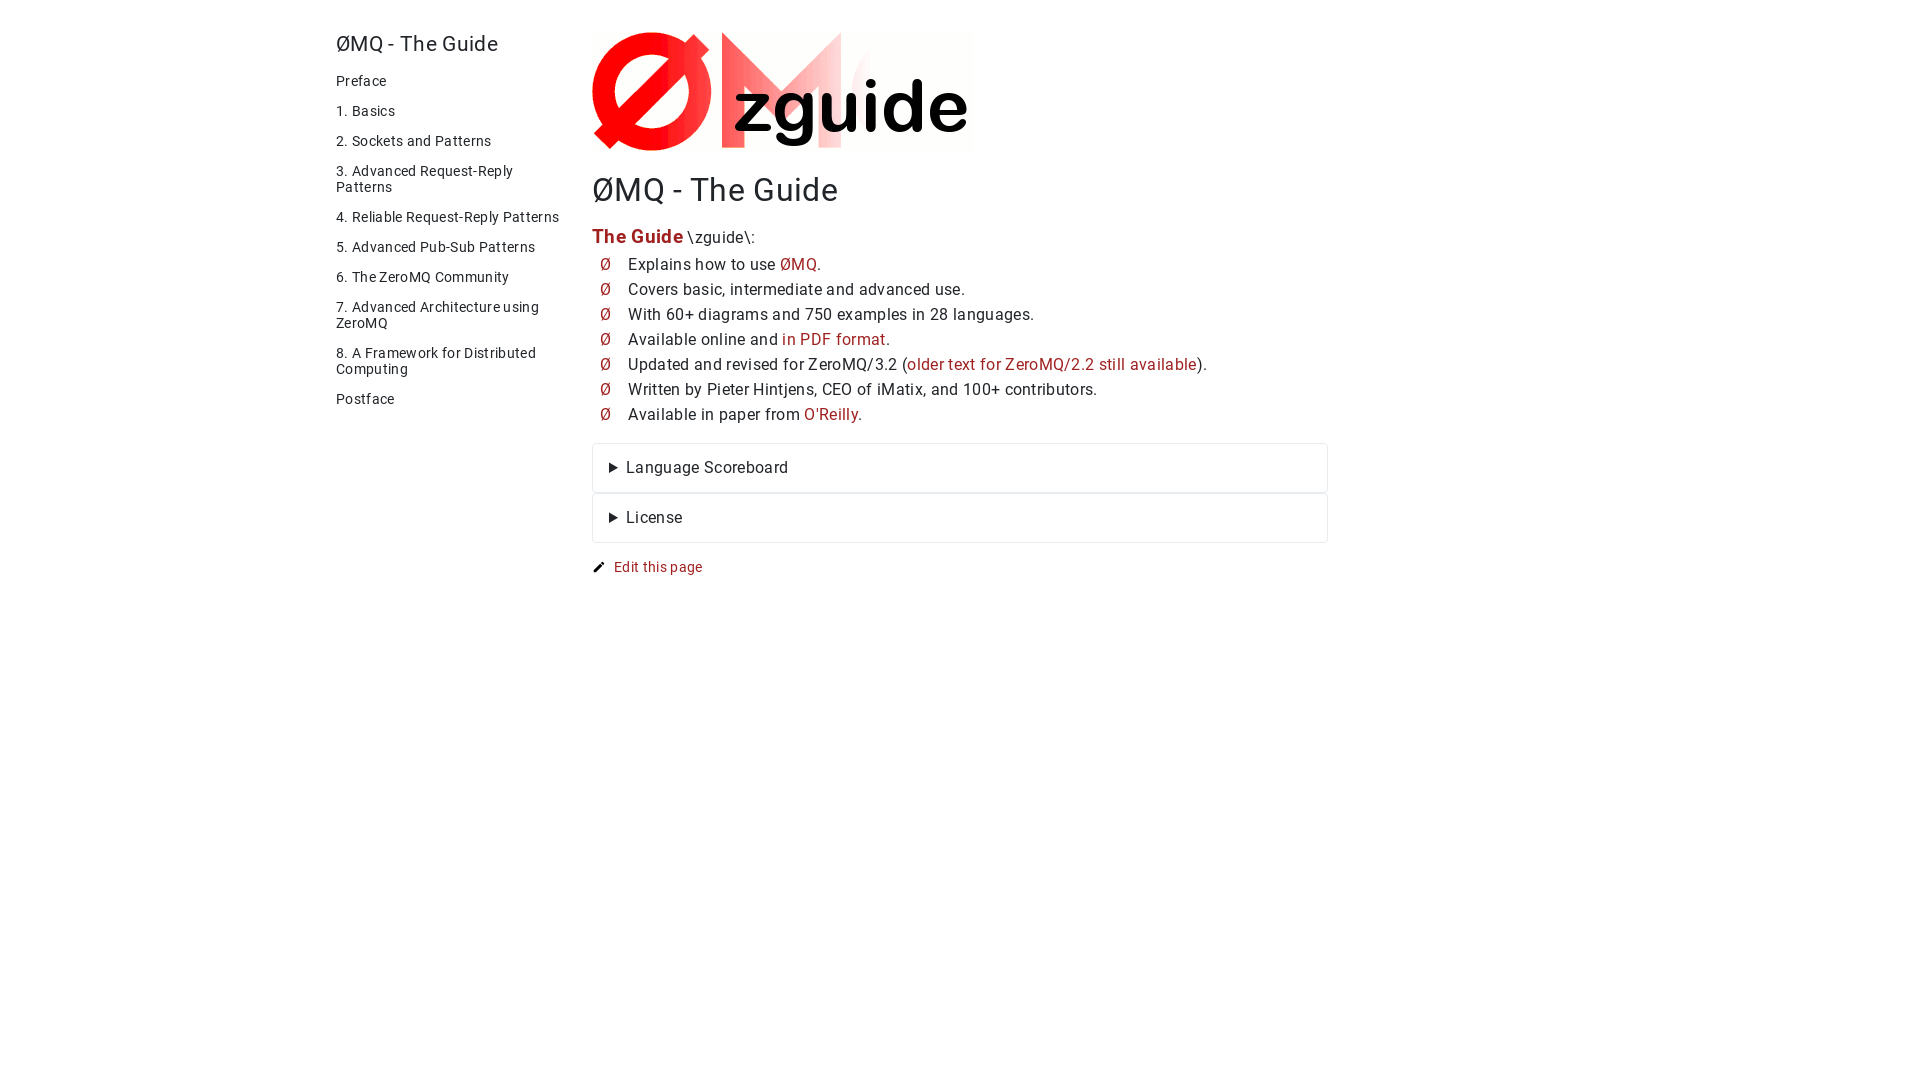 ØMQ - The Guide
Preface
1. Basics
2. Sockets and Patterns
3. Advanced Request-Reply
Patterns
4. Reliable Request-Reply Patterns
5. Advanced Pub-Sub Patterns
6. The ZeroMQ Community
7. Advanced Architecture using
ZeroMQ
8. A Framework for Distributed
Computing
Postface
ØM zguide
ØMQ - The Guide
The Guide \zguide\:
Ø Explains how to use ØMQ.
Ø Covers basic, intermediate and advanced use.
Ø With 60+ diagrams and 750 examples in 28 languages.
Ø Available online and in PDF format.
Ø Updated and revised for ZeroMQ/3.2 (older text for ZeroMQ/2.2 still available).
Ø Written by Pieter Hintjens, CEO of iMatix, and 100+ contributors.
Ø Available in paper from O'Reilly.
Language Scoreboard
License
Edit this page